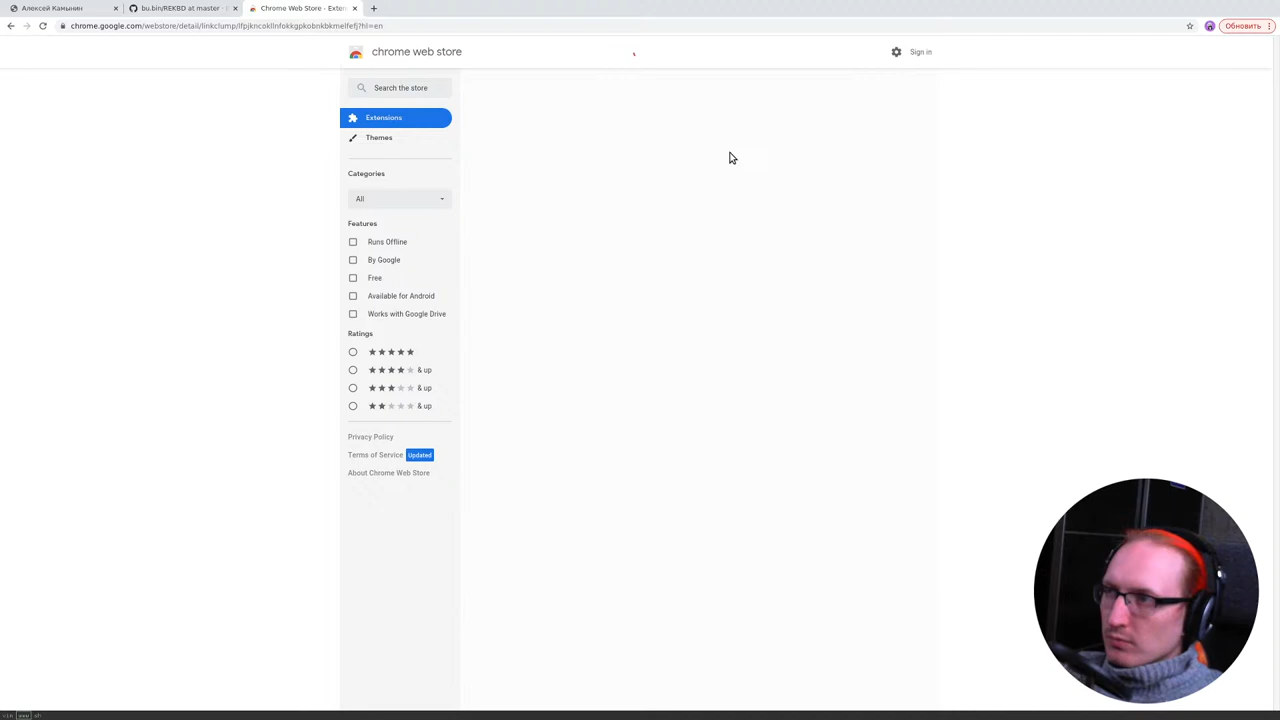 Алексей Камынин
bu.bin/REKBD at master ·
Chrome Web Store - Exten
chrome.google.com/webstore/detail/linkclump/lfpjkncokllnfokkgpkobnkbkmelfefj?hl=en
Обновить
chrome web store
Sign in
Search the store
Extensions
Themes
Categories
All
Features
Runs Offline
By Google
Free
Available for Android
Works with Google Drive
Ratings
& up
& up
& up
Privacy Policy
Terms of Service Updated
About Chrome Web Store